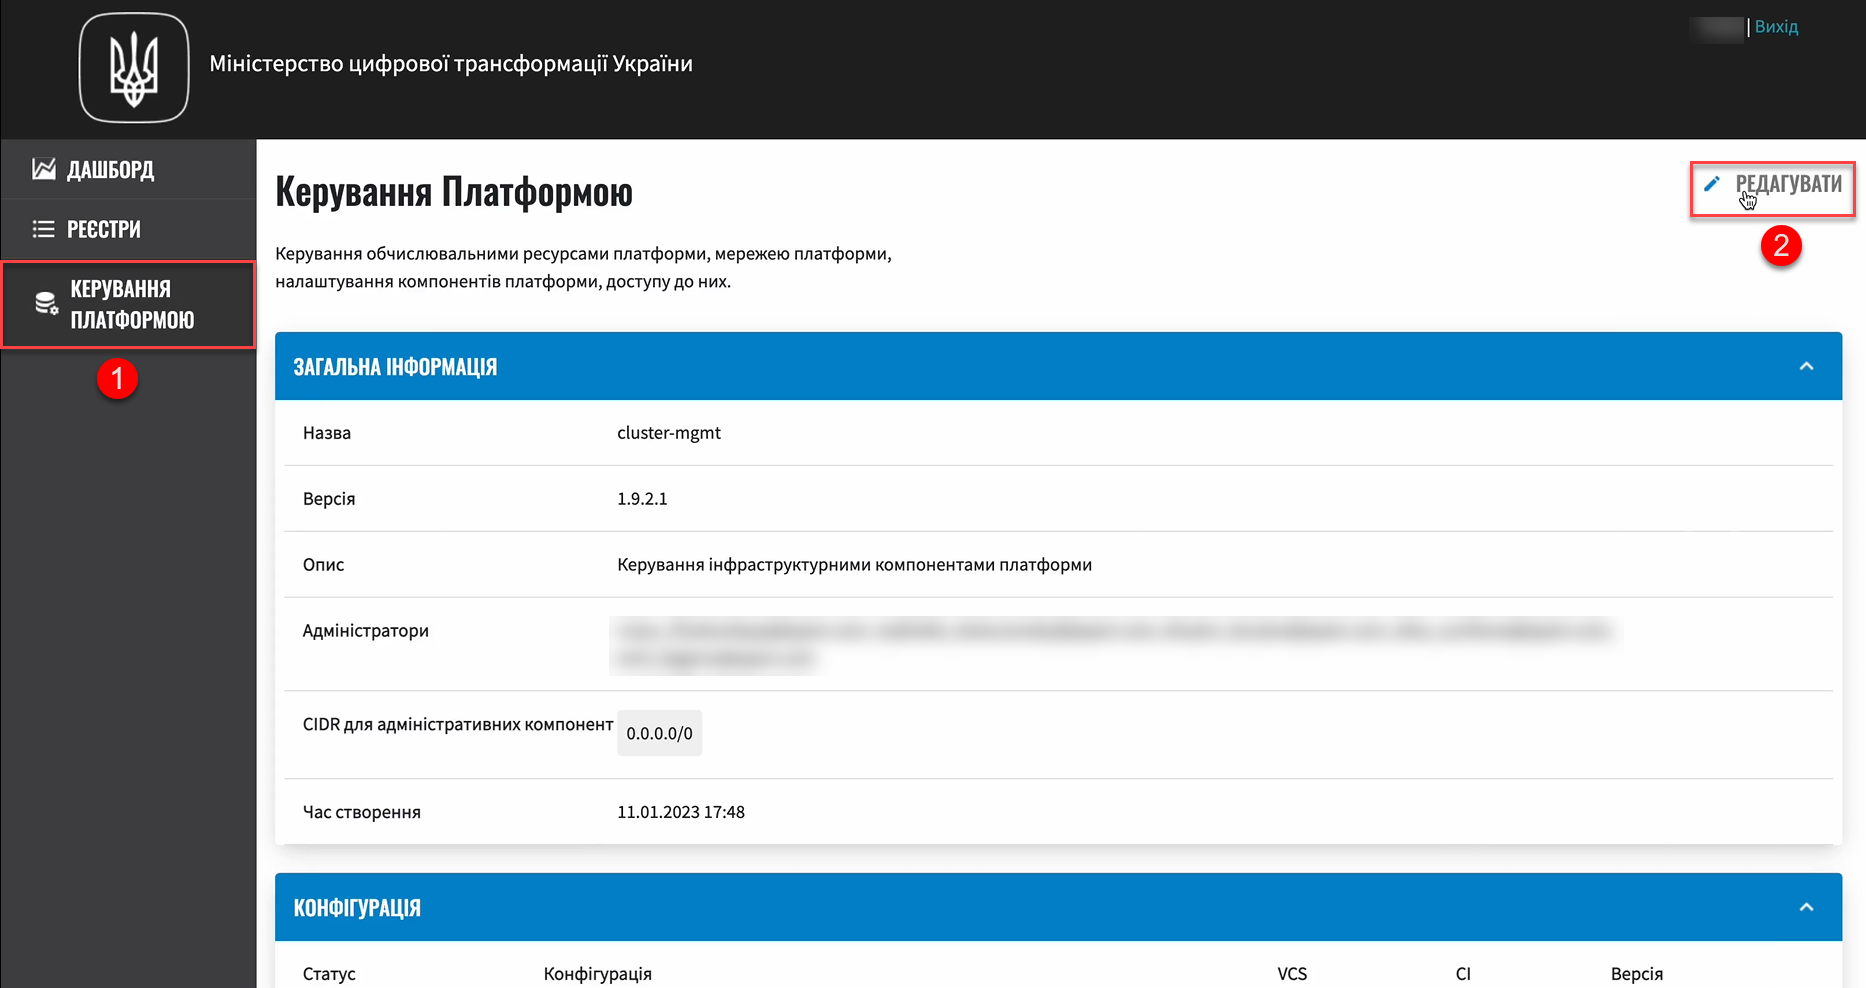 Міністерство цифрової трансформації України
| Вихід
ДАШБОРД
РЕЄСТРИ
КЕРУВАННЯ
ПЛАТФОРМОЮ
1
Керування Платформою
РЕДАГУВАТИ
2
Керування обчислювальними ресурсами платформи, мережею платформи,
налаштування компонентів платформи, доступу до них.
ЗАГАЛЬНА ІНФОРМАЦІЯ
Назва cluster-mgmt
Версія 1.9.2.1
Опис Керування інфраструктурними компонентами платформи
Адміністратори
CIDR для адміністративних компонент 0.0.0.0/0
Час створення 11.01.2023 17:48
КОНФІГУРАЦІЯ
Статус Конфігурація VCS CI Версія